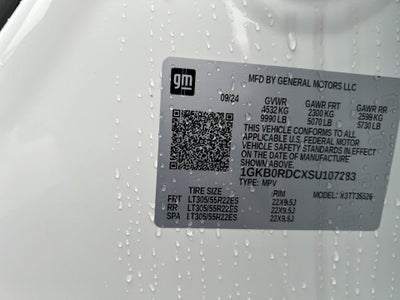 gm
MFD BY GENERAL MOTORS LLC
09/24 GVWR GAWR FRT GAWR RR
4532 KG 2300 KG 2599 KG
9990 LB 5070 LB 5730 LB
THIS VEHICLE CONFORMS TO ALL
APPLICABLE U.S. FEDERAL MOTOR
VEHICLE SAFETY STANDARDS IN
EFFECT ON THE DATE OF
MANUFACTURE SHOWN ABOVE.
1GKB0RDCXSU107283
TYPE: MPV MODEL:
TIRE SIZE RIM
FRT LT305/55R22ES 22X9.5J
RR LT305/55R22ES 22X9.5J
SPA LT305/55R22ES 22X9.5J